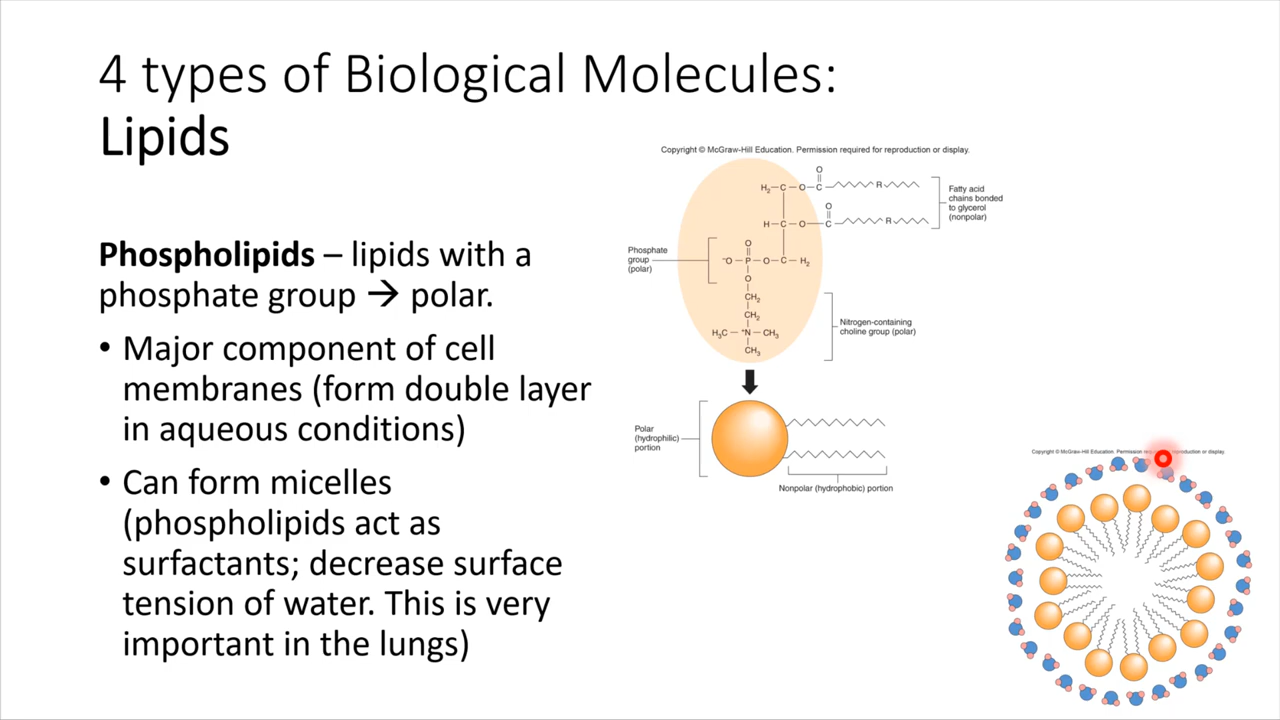 4 types of Biological Molecules:
Lipids
Copyright © McGraw-Hill Education. Permission required for reproduction or display.
Phospholipids – lipids with a
phosphate group → polar.
• Major component of cell
membranes (form double layer
in aqueous conditions)
• Can form micelles
(phospholipids act as
surfactants; decrease surface
tension of water. This is very
important in the lungs)
O
H₂–C–O–C R
Fatty acid
chains bonded
to glycerol
(nonpolar)
O
H–C–O–C R
Phosphate
group
(polar)
O
⁻O–P–O–C–H₂
O
CH₂
CH₂
H₃C–⁺N–CH₃
CH₃
Nitrogen-containing
choline group (polar)
Polar
(hydrophilic)
portion
Nonpolar (hydrophobic) portion
Copyright © McGraw-Hill Education. Permission reproduction or display.